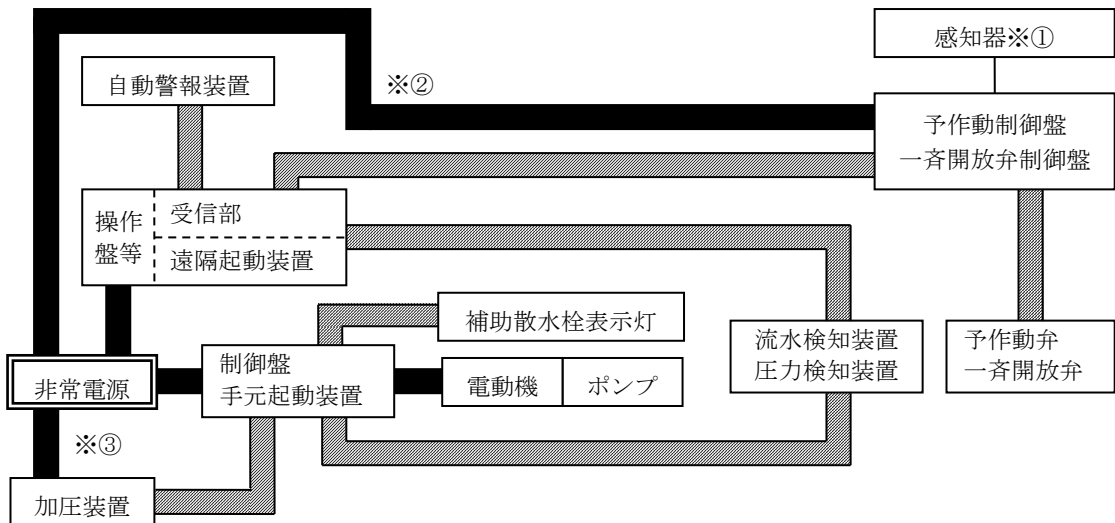 感知器※①
※②
自動警報装置
予作動制御盤
一斉開放弁制御盤
操作
盤等
受信部
遠隔起動装置
補助散水栓表示灯
流水検知装置
圧力検知装置
予作動弁
一斉開放弁
非常電源
制御盤
手元起動装置
電動機
ポンプ
※③
加圧装置